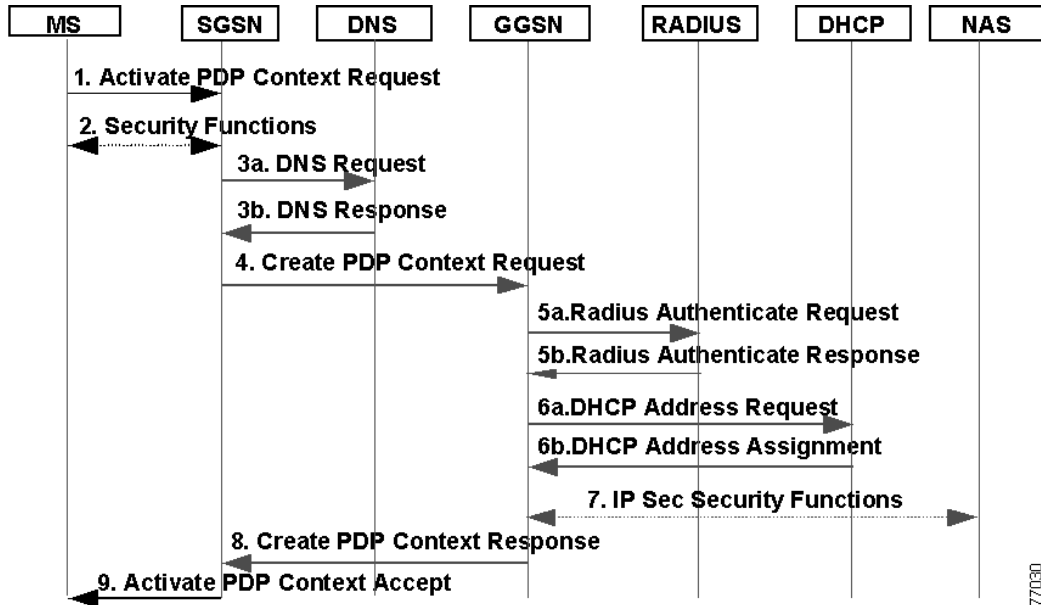 MS SGSN DNS GGSN RADIUS DHCP NAS
1. Activate PDP Context Request
2. Security Functions
3a. DNS Request
3b. DNS Response
4. Create PDP Context Request
5a.Radius Authenticate Request
5b.Radius Authenticate Response
6a.DHCP Address Request
6b.DHCP Address Assignment
7. IP Sec Security Functions
8. Create PDP Context Response
9. Activate PDP Context Accept
77030